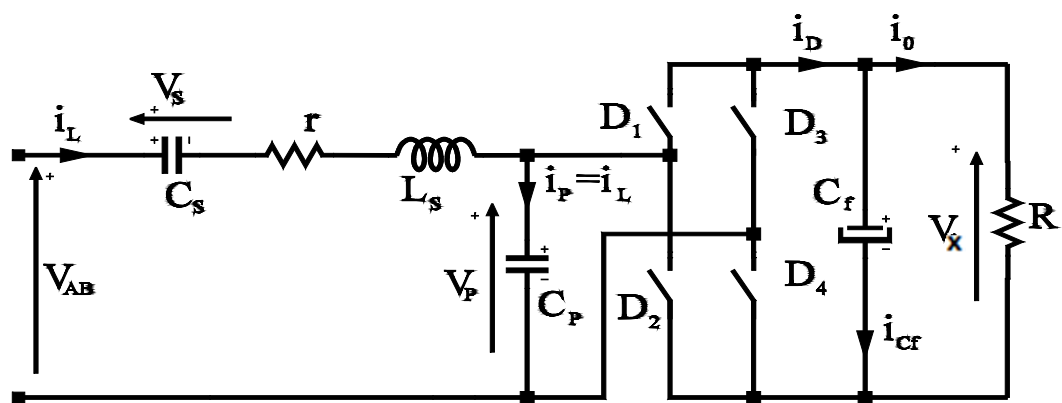 i_D
i_0
V_S
i_L
r
D_1
D_3
+
+
-
C_S
L_s
i_P=i_L
C_f
+
-
+
V_x
R
+
V_AB
+
V_P
+
-
C_P
D_2
D_4
i_Cf